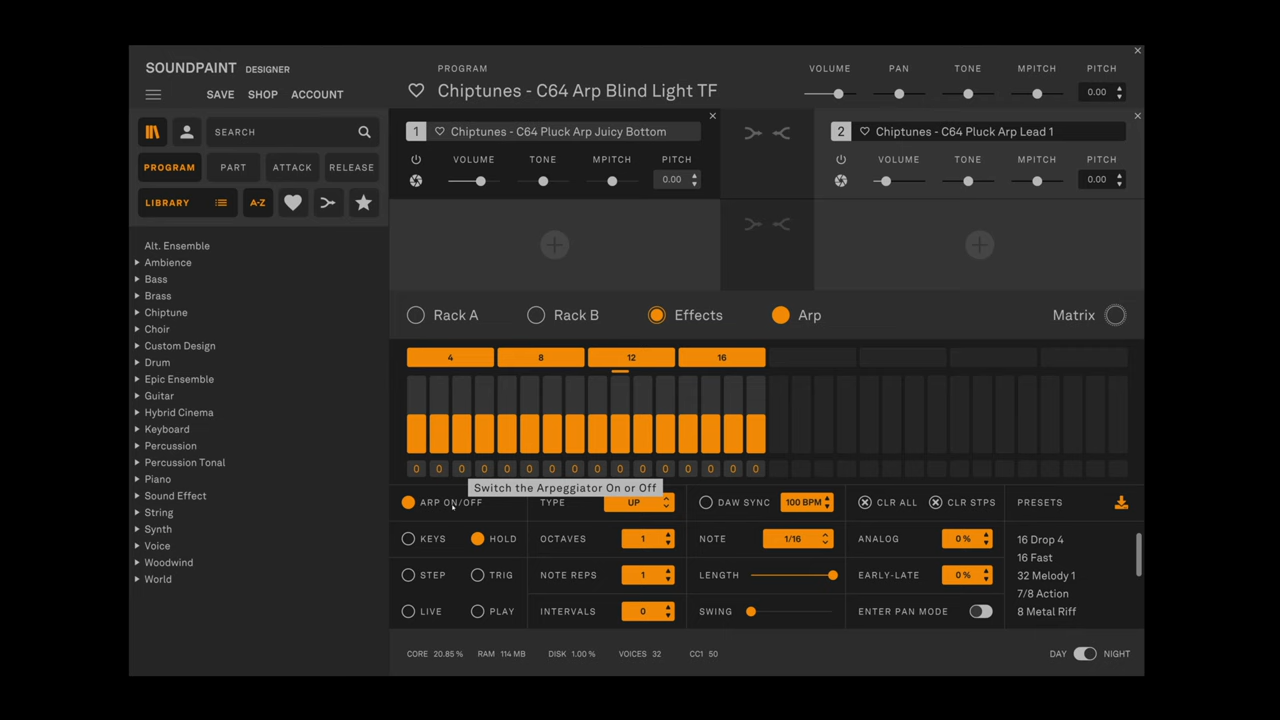 SOUNDPAINT DESIGNER
SAVE SHOP ACCOUNT
SEARCH
PROGRAM PART ATTACK RELEASE
LIBRARY A-Z
Alt. Ensemble
Ambience
Bass
Brass
Chiptune
Choir
Custom Design
Drum
Epic Ensemble
Guitar
Hybrid Cinema
Keyboard
Percussion
Percussion Tonal
Piano
Sound Effect
String
Synth
Voice
Woodwind
World
PROGRAM
Chiptunes - C64 Arp Blind Light TF
VOLUME PAN TONE MPITCH PITCH
0.00
1 Chiptunes - C64 Pluck Arp Juicy Bottom
VOLUME TONE MPITCH PITCH
0.00
2 Chiptunes - C64 Pluck Arp Lead 1
VOLUME TONE MPITCH PITCH
0.00
Rack A Rack B Effects Arp Matrix
4 8 12 16
0 0 0 0 0 0 0 0 0 0 0 0 0 0 0 0
Switch the Arpeggiator On or Off
ARP ON/OFF TYPE UP DAW SYNC 100 BPM CLR ALL CLR STPS PRESETS
KEYS HOLD OCTAVES 1 NOTE 1/16 ANALOG 0 %
STEP TRIG NOTE REPS 1 LENGTH EARLY-LATE 0 %
LIVE PLAY INTERVALS 0 SWING ENTER PAN MODE
16 Drop 4
16 Fast
32 Melody 1
7/8 Action
8 Metal Riff
CORE 20.85 % RAM 114 MB DISK 1.00 % VOICES 32 CC1 50 DAY NIGHT